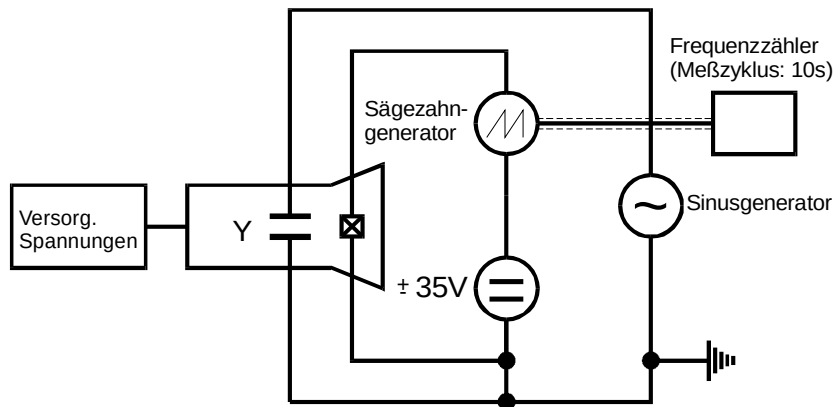 Frequenzzähler
(Meßzyklus: 10s)
Sägezahn-
generator
Versorg.
Spannungen
Y
~
Sinusgenerator
± 35V